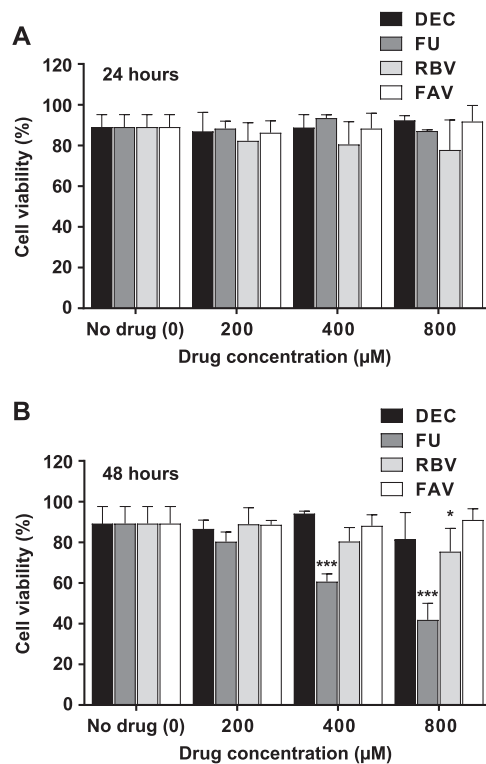 A
DEC
FU
RBV
FAV
24 hours
120
100
80
60
40
20
0
Cell viability (%)
No drug (0) 200 400 800
Drug concentration (µM)
B
DEC
FU
RBV
FAV
48 hours
120
100
80
60
40
20
0
Cell viability (%)
***
***
*
No drug (0) 200 400 800
Drug concentration (µM)